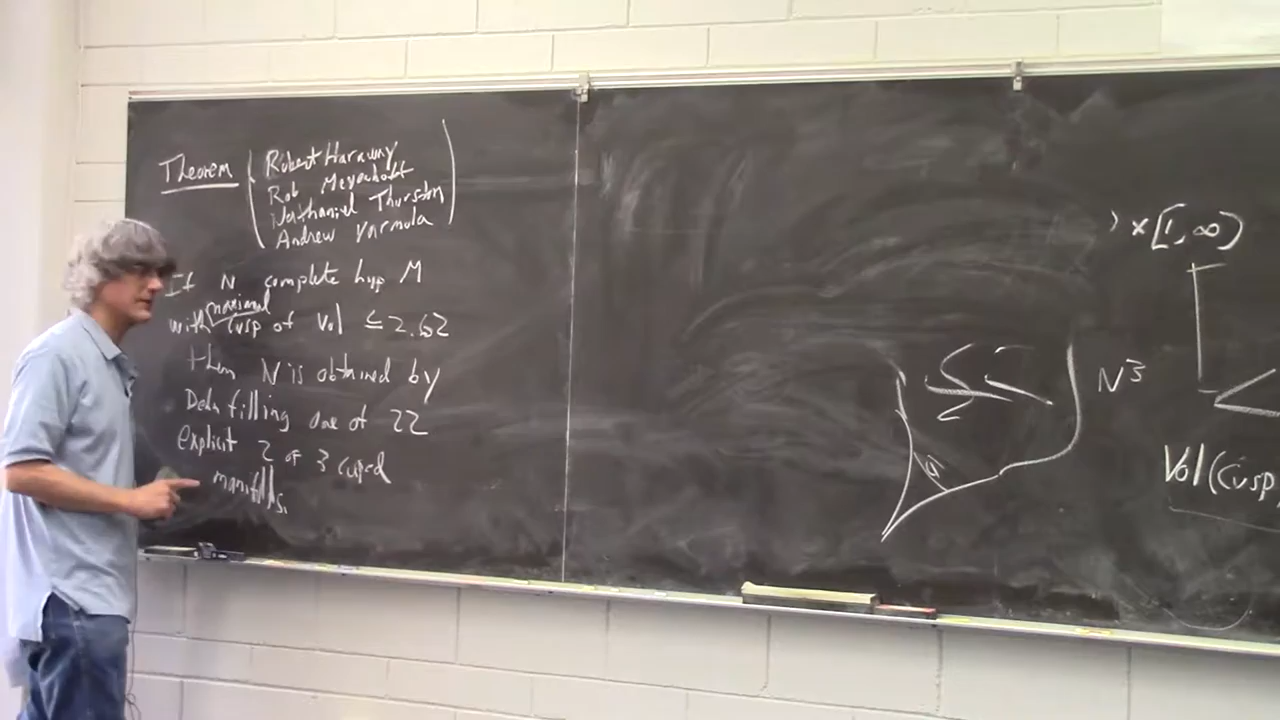 Theorem
Robert Haraway
Rob Meyerhoff
Nathaniel Thurston
Andrew Yarmola
If N complete hyp M
maximal
with cusp of Vol ≤ 2.62
then N is obtained by
Dehn filling one of 22
explicit 2 or 3 cusped
maniflds.
N³
) × [1, ∞)
Vol(Cusp